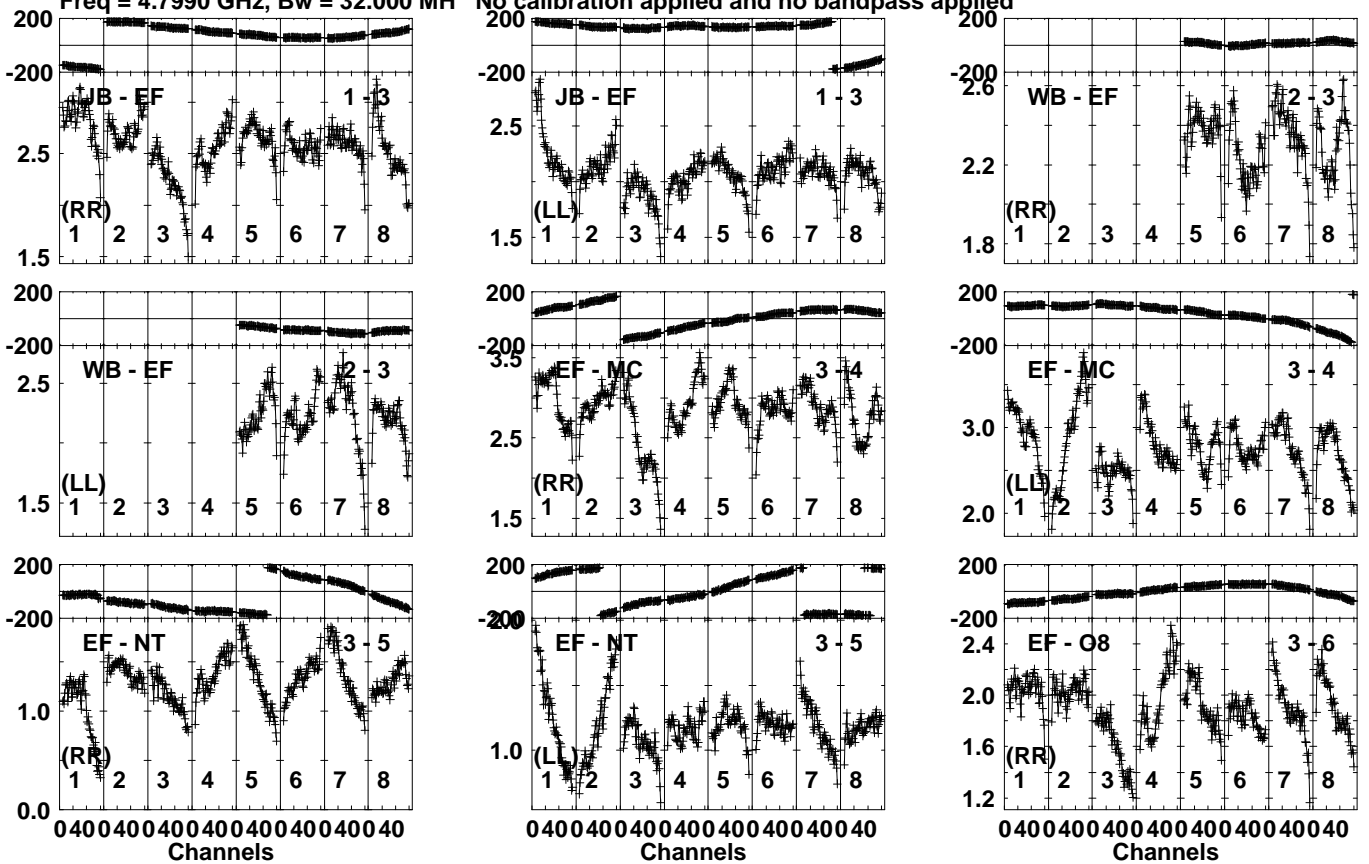 Freq = 4.7990 GHz, Bw = 32.000 MH No calibration applied and no bandpass applied
200
-200
JB - EF 1 - 3
2.5
(RR)
1 2 3 4 5 6 7 8
1.5
200
-200
JB - EF 1 - 3
2.5
(LL)
1 2 3 4 5 6 7 8
1.5
200
-200
2.6
WB - EF 2 - 3
2.2
(RR)
1 2 3 4 5 6 7 8
1.8
200
-200
WB - EF 2 - 3
2.5
(LL)
1.5
1 2 3 4 5 6 7 8
200
-200
3.5
EF - MC 3 - 4
2.5
(RR)
1 2 3 4 5 6 7 8
1.5
200
-200
EF - MC 3 - 4
3.0
(LL)
1 2 3 4 5 6 7 8
2.0
200
-200
EF - NT 3 - 5
1.0
(RR)
1 2 3 4 5 6 7 8
0.0
0 40 0 40 0 40 0 40 0 40 0 40 0 40 0 40
Channels
200
-200
2.0
EF - NT 3 - 5
1.0
(LL)
1 2 3 4 5 6 7 8
0 40 0 40 0 40 0 40 0 40 0 40 0 40 0 40
Channels
200
-200
2.4
EF - O8 3 - 6
2.0
1.6
(RR)
1 2 3 4 5 6 7 8
1.2
0 40 0 40 0 40 0 40 0 40 0 40 0 40 0 40
Channels